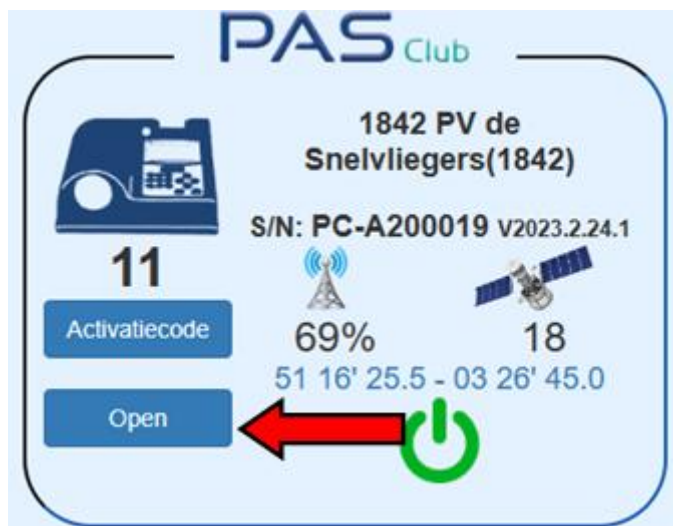 PAS Club
1842 PV de
Snelvliegers(1842)
S/N: PC-A200019 V2023.2.24.1
11
Activatiecode
69%
18
51 16' 25.5 - 03 26' 45.0
Open